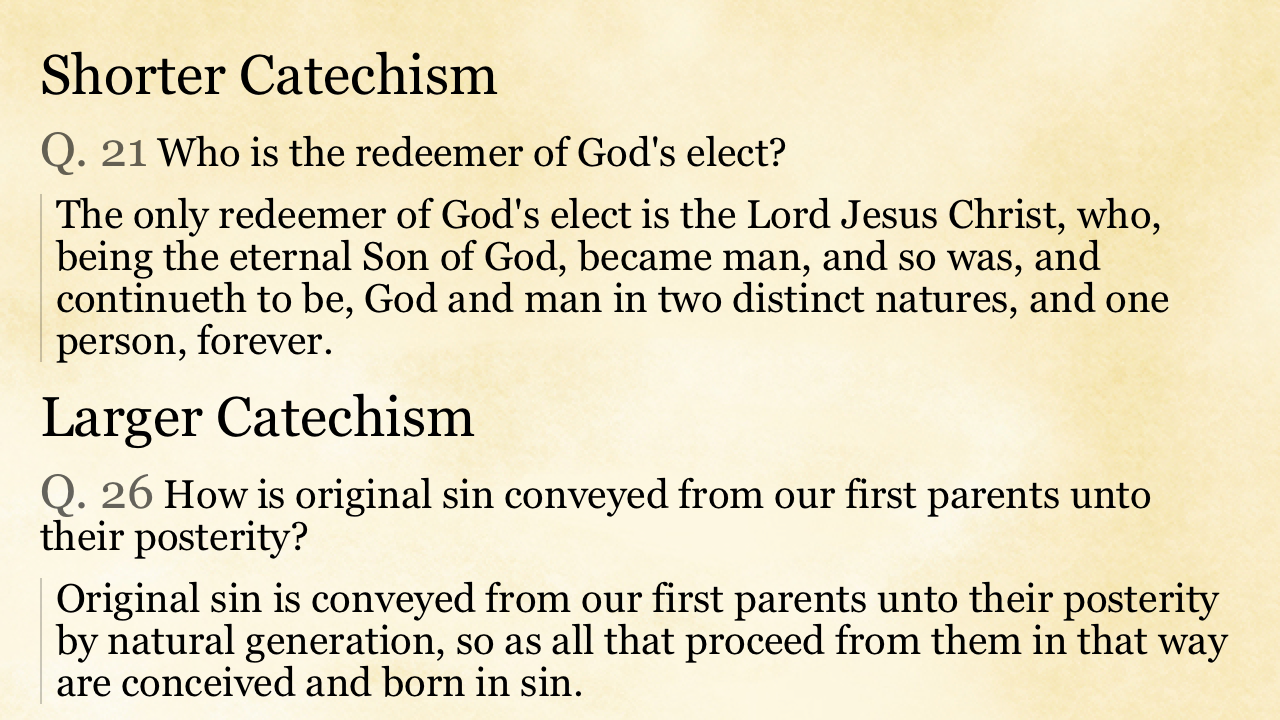 Shorter Catechism
Q. 21 Who is the redeemer of God's elect?
The only redeemer of God's elect is the Lord Jesus Christ, who,
being the eternal Son of God, became man, and so was, and
continueth to be, God and man in two distinct natures, and one
person, forever.
Larger Catechism
Q. 26 How is original sin conveyed from our first parents unto
their posterity?
Original sin is conveyed from our first parents unto their posterity
by natural generation, so as all that proceed from them in that way
are conceived and born in sin.